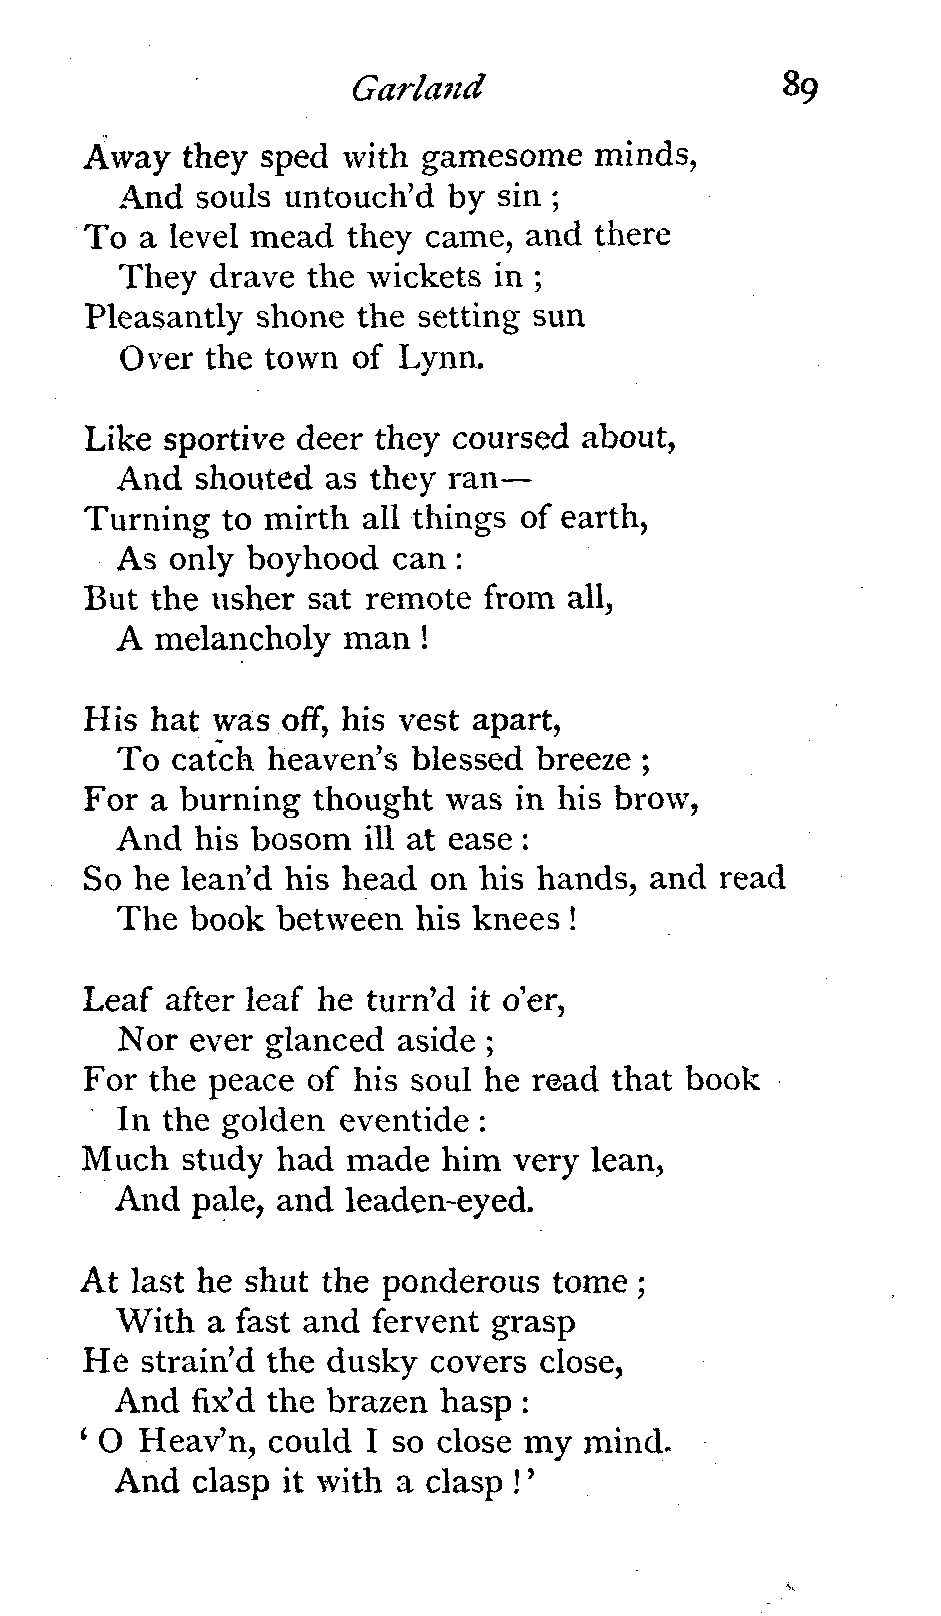 Garland 89
Away they sped with gamesome minds,
And souls untouch'd by sin ;
To a level mead they came, and there
They drave the wickets in ;
Pleasantly shone the setting sun
Over the town of Lynn.
Like sportive deer they coursed about,
And shouted as they ran—
Turning to mirth all things of earth,
As only boyhood can :
But the usher sat remote from all,
A melancholy man !
His hat was off, his vest apart,
To catch heaven's blessed breeze ;
For a burning thought was in his brow,
And his bosom ill at ease :
So he lean'd his head on his hands, and read
The book between his knees !
Leaf after leaf he turn'd it o'er,
Nor ever glanced aside ;
For the peace of his soul he read that book
In the golden eventide :
Much study had made him very lean,
And pale, and leaden-eyed.
At last he shut the ponderous tome ;
With a fast and fervent grasp
He strain'd the dusky covers close,
And fix'd the brazen hasp :
‘ O Heav'n, could I so close my mind.
And clasp it with a clasp !’